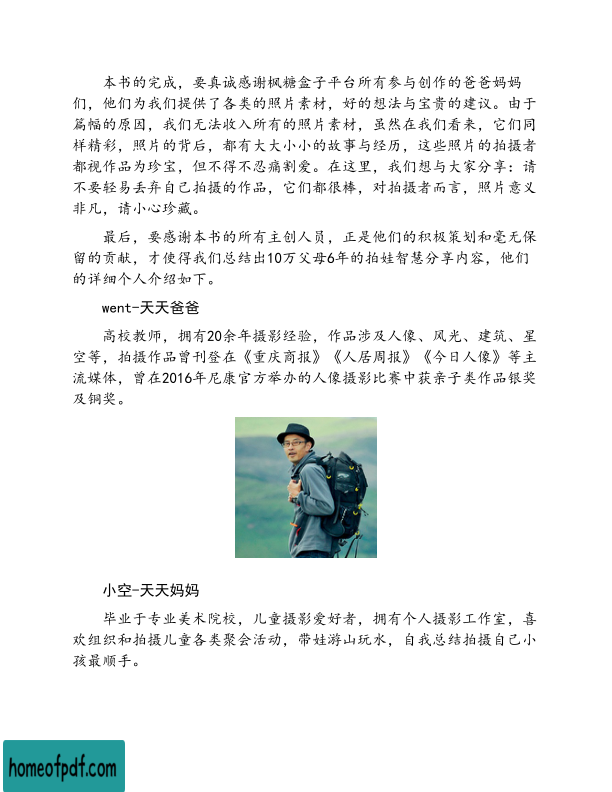 本书的完成，要真诚感谢枫糖盒子平台所有参与创作的爸爸妈妈
们，他们为我们提供了各类的照片素材，好的想法与宝贵的建议。由于
篇幅的原因，我们无法收入所有的照片素材，虽然在我们看来，它们同
样精彩，照片的背后，都有大大小小的故事与经历，这些照片的拍摄者
都视作品为珍宝，但不得不忍痛割爱。在这里，我们想与大家分享：请
不要轻易丢弃自己拍摄的作品，它们都很棒，对拍摄者而言，照片意义
非凡，请小心珍藏。
最后，要感谢本书的所有主创人员，正是他们的积极策划和毫无保
留的贡献，才使得我们总结出10万父母6年的拍娃智慧分享内容，他们
的详细个人介绍如下。
went-天天爸爸
高校教师，拥有20余年摄影经验，作品涉及人像、风光、建筑、星
空等，拍摄作品曾刊登在《重庆商报》《人居周报》《今日人像》等主
流媒体，曾在2016年尼康官方举办的人像摄影比赛中获亲子类作品银奖
及铜奖。
小空-天天妈妈
毕业于专业美术院校，儿童摄影爱好者，拥有个人摄影工作室，喜
欢组织和拍摄儿童各类聚会活动，带娃游山玩水，自我总结拍摄自己小
孩最顺手。
homeofpdf.com